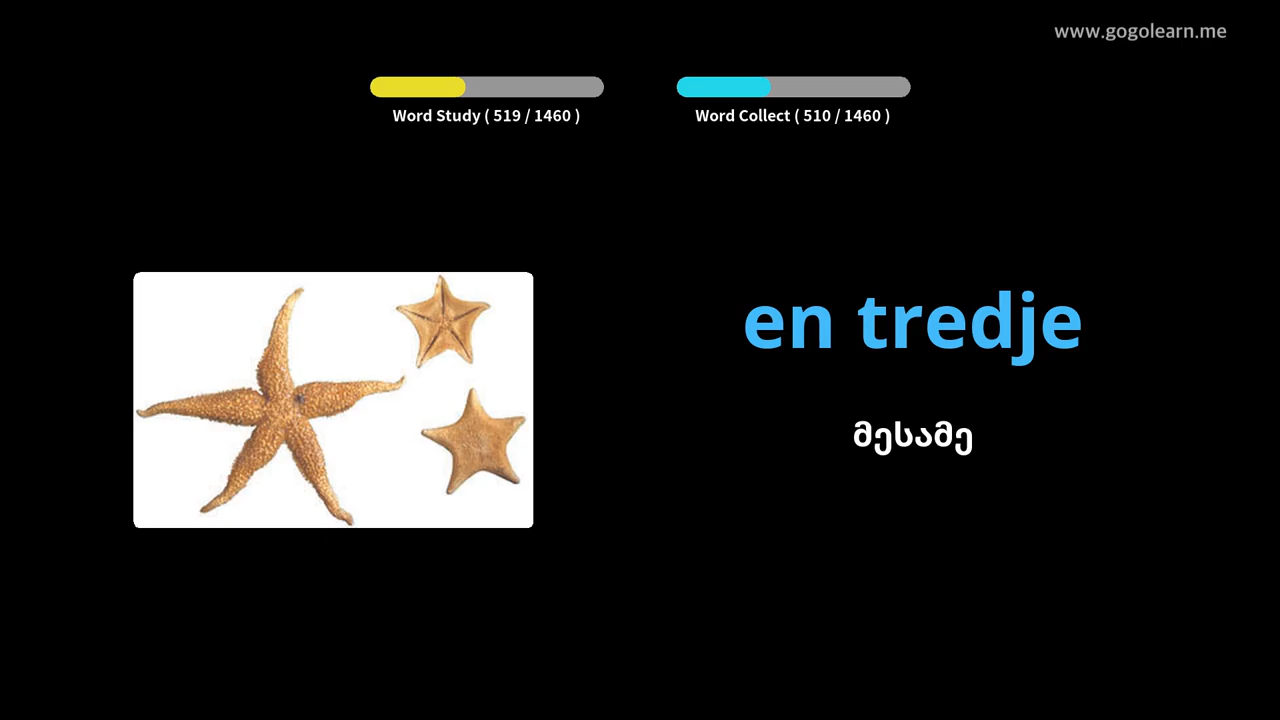 www.gogolearn.me
Word Study ( 519 / 1460 )
Word Collect ( 510 / 1460 )
en tredje
მესამე